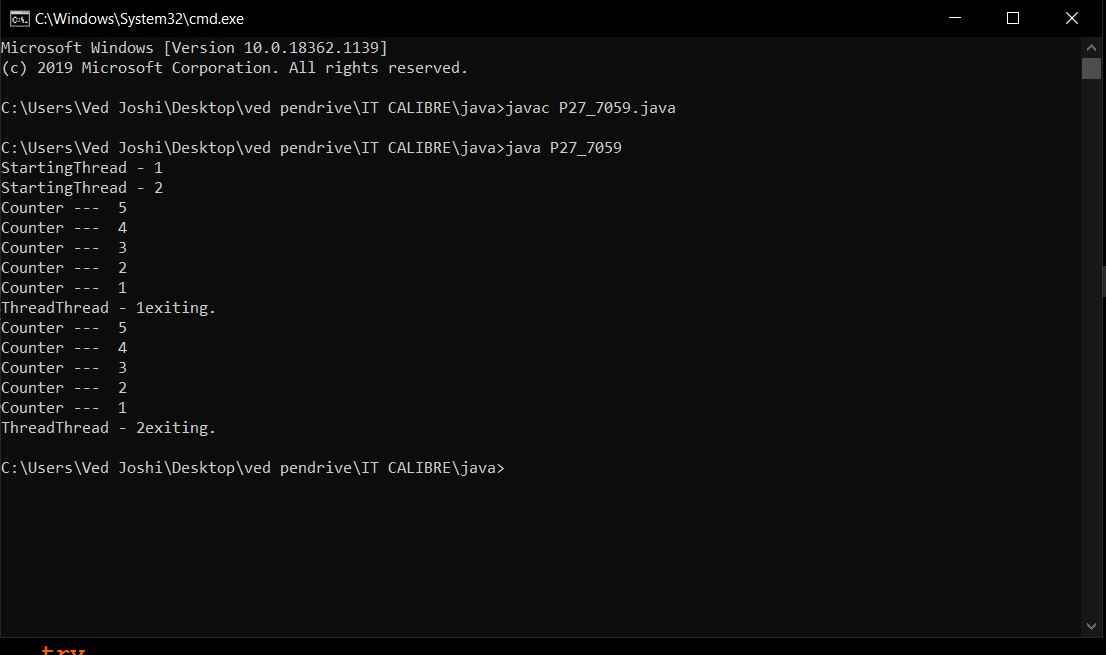 C:\Windows\System32\cmd.exe
Microsoft Windows [Version 10.0.18362.1139]
(c) 2019 Microsoft Corporation. All rights reserved.
C:\Users\Ved Joshi\Desktop\ved pendrive\IT CALIBRE\java>javac P27_7059.java
C:\Users\Ved Joshi\Desktop\ved pendrive\IT CALIBRE\java>java P27_7059
StartingThread - 1
StartingThread - 2
Counter ---  5
Counter ---  4
Counter ---  3
Counter ---  2
Counter ---  1
ThreadThread - 1exiting.
Counter ---  5
Counter ---  4
Counter ---  3
Counter ---  2
Counter ---  1
ThreadThread - 2exiting.
C:\Users\Ved Joshi\Desktop\ved pendrive\IT CALIBRE\java>
try